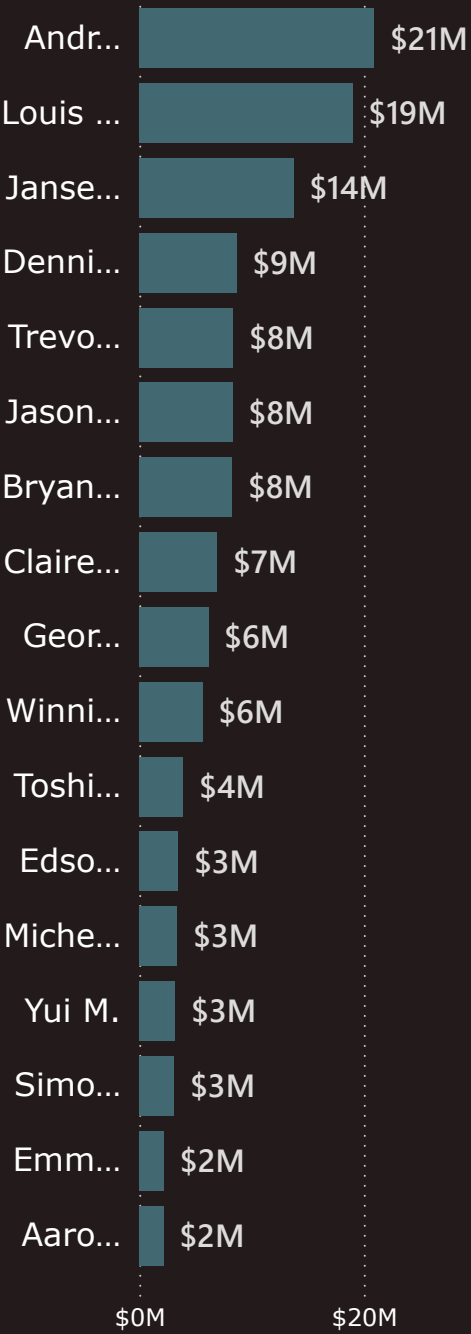 Andr… $21M
Louis … $19M
Janse… $14M
Denni… $9M
Trevo… $8M
Jason… $8M
Bryan… $8M
Claire… $7M
Geor… $6M
Winni… $6M
Toshi… $4M
Edso… $3M
Miche… $3M
Yui M. $3M
Simo… $3M
Emm… $2M
Aaro… $2M
$0M $20M